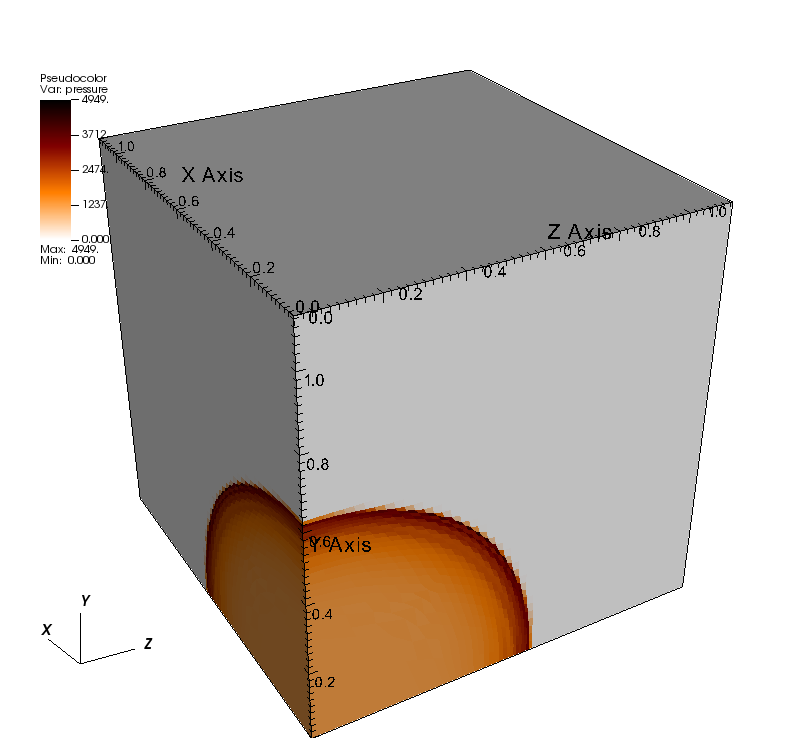 Pseudocolor
Var: pressure
4949.
3712.
2474.
1237.
0.000
Max: 4949.
Min: 0.000
1.0
0.8
X Axis
0.6
0.4
0.2
0.0
0.0
0.2
0.4
0.6
Z Axis
0.8
1.0
1.0
0.8
0.6
Y Axis
0.4
0.2
Y
X
Z